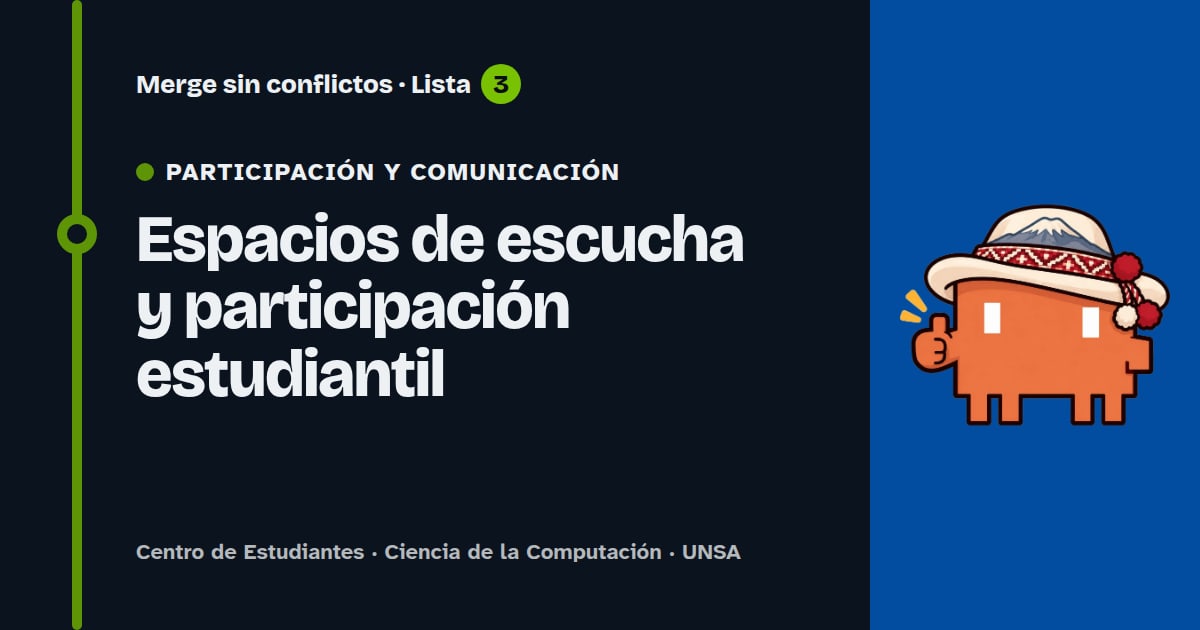 Merge sin conflictos · Lista 3
PARTICIPACIÓN Y COMUNICACIÓN
Espacios de escucha
y participación
estudiantil
Centro de Estudiantes · Ciencia de la Computación · UNSA